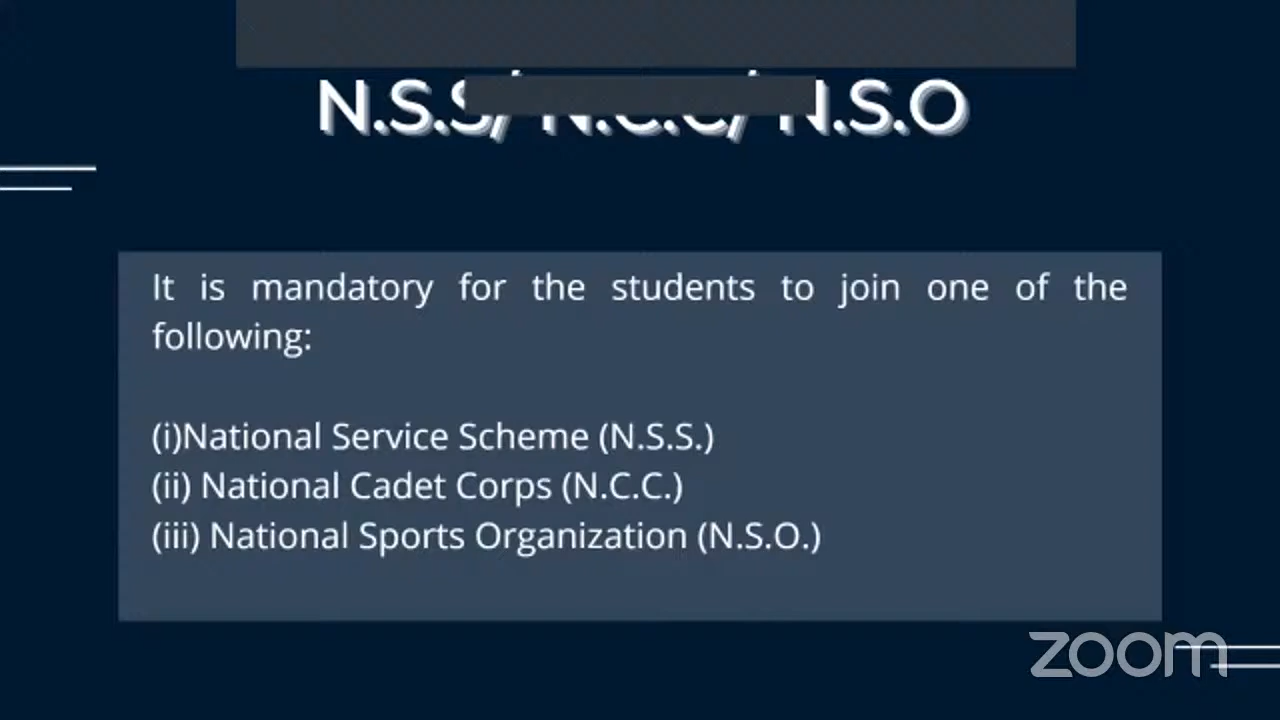 N.S.S/ N.C.C/ N.S.O
It is mandatory for the students to join one of the
following:
(i)National Service Scheme (N.S.S.)
(ii) National Cadet Corps (N.C.C.)
(iii) National Sports Organization (N.S.O.)
zoom